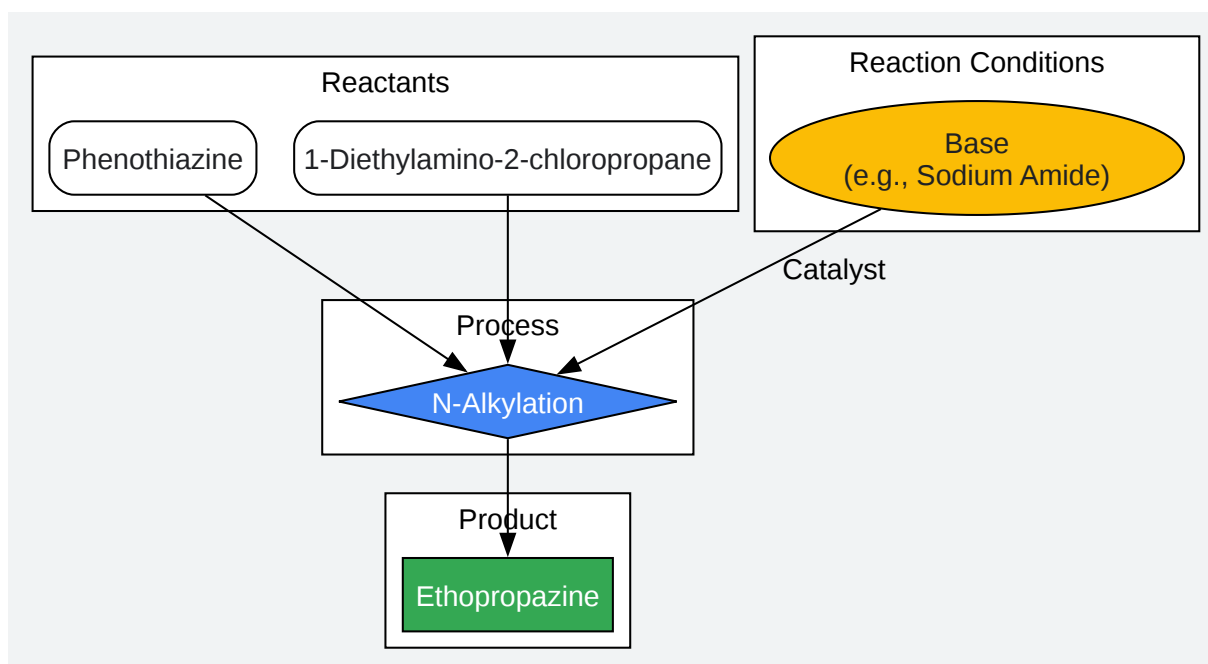 Reactants
Phenothiazine
1-Diethylamino-2-chloropropane
Reaction Conditions
Base
(e.g., Sodium Amide)
Catalyst
Process
N-Alkylation
Product
Ethopropazine